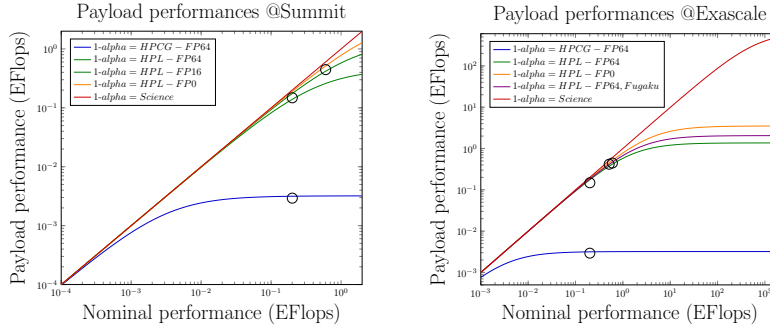 Payload performances @Summit
Payload performance (EFlops)
10^0
10^-1
10^-2
10^-3
10^-4
1-alpha = HPCG − FP64
1-alpha = HPL − FP64
1-alpha = HPL − FP16
1-alpha = HPL − FP0
1-alpha = Science
10^-4
10^-3
10^-2
10^-1
10^0
Nominal performance (EFlops)
Payload performances @Exascale
Payload performance (EFlops)
10^2
10^1
10^0
10^-1
10^-2
10^-3
1-alpha = HPCG − FP64
1-alpha = HPL − FP64
1-alpha = HPL − FP0
1-alpha = HPL − FP64, Fugaku
1-alpha = Science
10^-3
10^-2
10^-1
10^0
10^1
10^2
10^3
Nominal performance (EFlops)